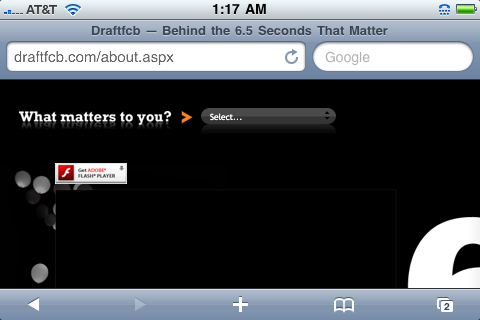 AT&T 1:17 AM
Draftfcb — Behind the 6.5 Seconds That Matter
draftfcb.com/about.aspx Google
What matters to you? Select...
Get ADOBE®
FLASH® PLAYER
6
2